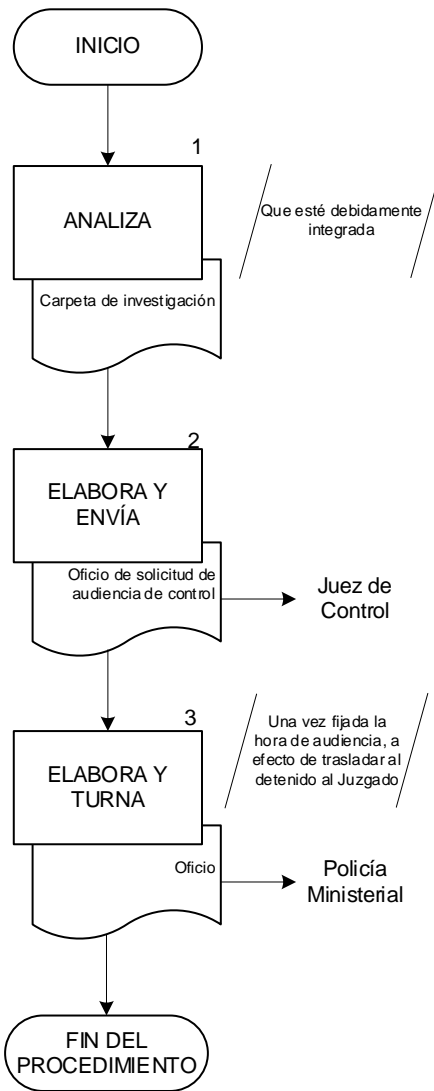 INICIO
1
ANALIZA
Que esté debidamente
integrada
Carpeta de investigación
2
ELABORA Y
ENVÍA
Oficio de solicitud de
audiencia de control
Juez de
Control
3
ELABORA Y
TURNA
Una vez fijada la
hora de audiencia, a
efecto de trasladar al
detenido al Juzgado
Oficio
Policía
Ministerial
FIN DEL
PROCEDIMIENTO